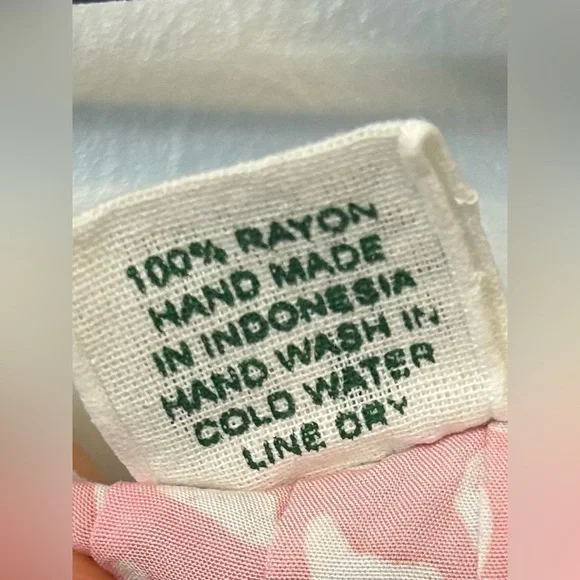 100% RAYON
HAND MADE
IN INDONESIA
HAND WASH IN
COLD WATER
LINE DRY